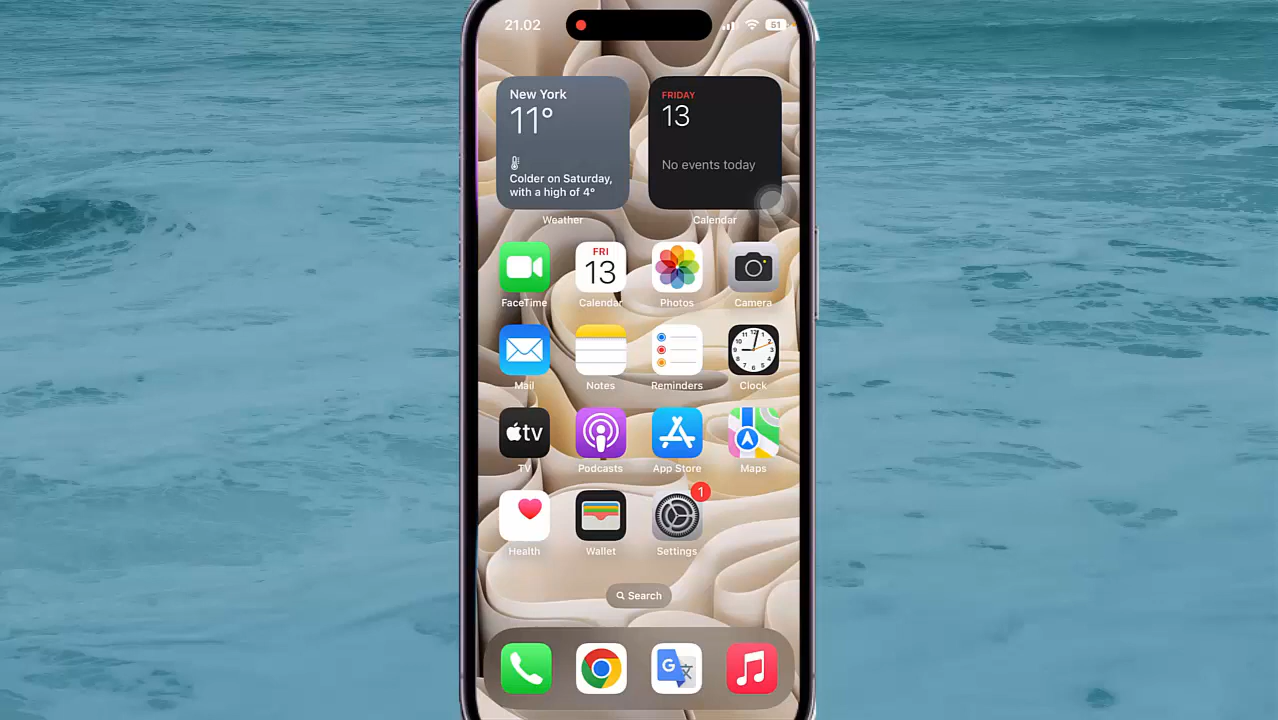 21.02
51
New York
11°
Colder on Saturday,
with a high of 4°
Weather
FRIDAY
13
No events today
Calendar
FaceTime
FRI
13
Calendar
Photos
Camera
Mail
Notes
Reminders
Clock
tv
TV
Podcasts
App Store
Maps
Health
Wallet
1
Settings
Search
G